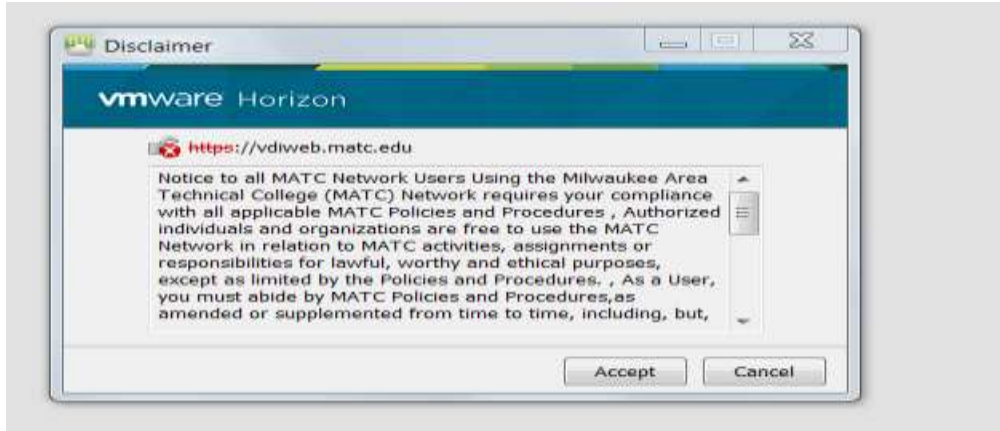 Disclaimer
vmware Horizon
https://vdiweb.matc.edu
Notice to all MATC Network Users Using the Milwaukee Area
Technical College (MATC) Network requires your compliance
with all applicable MATC Policies and Procedures , Authorized
individuals and organizations are free to use the MATC
Network in relation to MATC activities, assignments or
responsibilities for lawful, worthy and ethical purposes,
except as limited by the Policies and Procedures. , As a User,
you must abide by MATC Policies and Procedures,as
amended or supplemented from time to time, including, but,
Accept Cancel